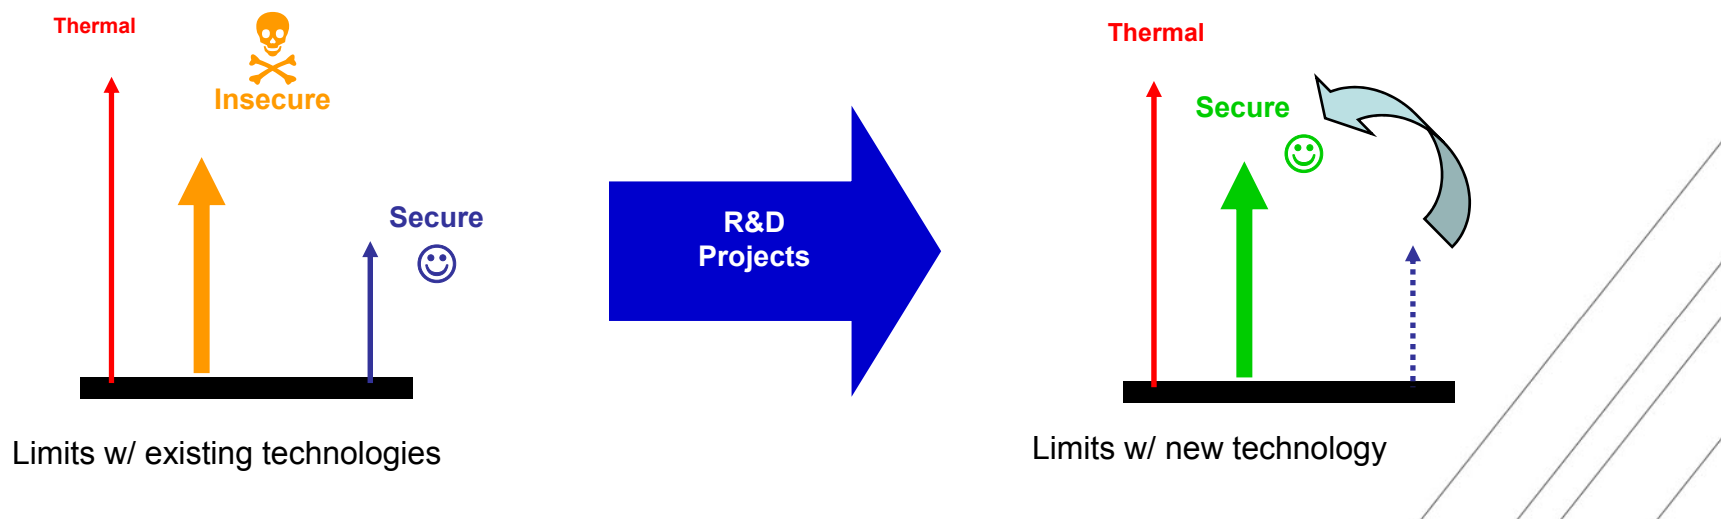 Thermal
Insecure
Secure
Limits w/ existing technologies
R&D
Projects
Thermal
Secure
Limits w/ new technology